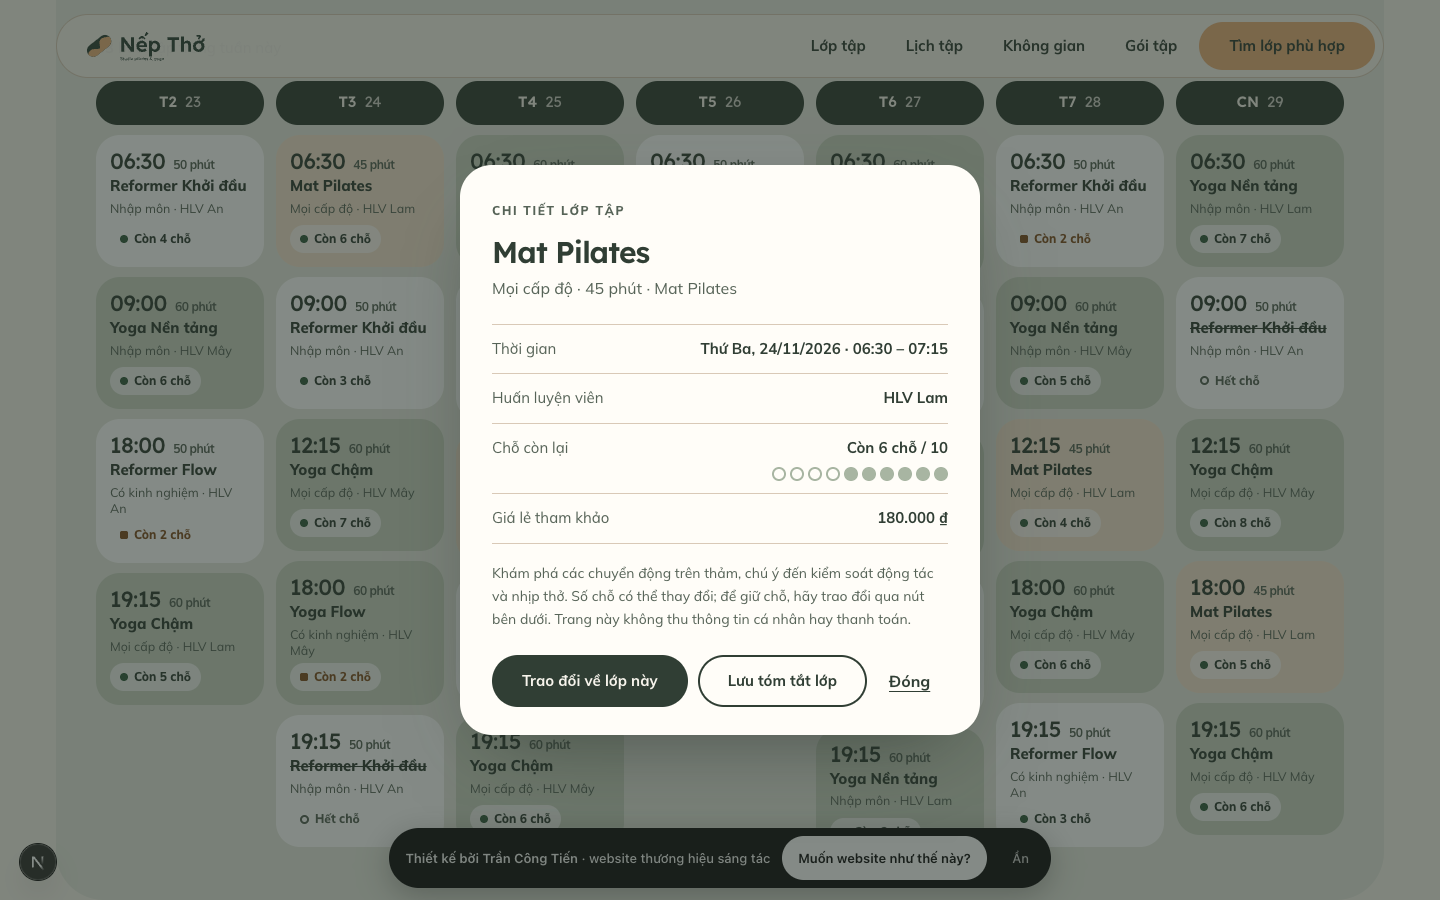 Nếp Thở
Lớp tập
Lịch tập
Không gian
Gói tập
Tìm lớp phù hợp
T2 23
T3 24
T4 25
T5 26
T6 27
T7 28
CN 29
06:30 50 phút
Reformer Khởi đầu
Nhập môn · HLV An
Còn 4 chỗ
09:00 60 phút
Yoga Nền tảng
Nhập môn · HLV Mây
Còn 6 chỗ
18:00 50 phút
Reformer Flow
Có kinh nghiệm · HLV
An
Còn 2 chỗ
19:15 60 phút
Yoga Chậm
Mọi cấp độ · HLV Lam
Còn 5 chỗ
06:30 45 phút
Mat Pilates
Mọi cấp độ · HLV Lam
Còn 6 chỗ
09:00 50 phút
Reformer Khởi đầu
Nhập môn · HLV An
Còn 3 chỗ
12:15 60 phút
Yoga Chậm
Mọi cấp độ · HLV Mây
Còn 7 chỗ
18:00 60 phút
Yoga Flow
Có kinh nghiệm · HLV
Mây
Còn 2 chỗ
19:15 50 phút
Reformer Khởi đầu
Nhập môn · HLV An
Hết chỗ
06:30 60 phút
19:15 60 phút
Yoga Chậm
Mọi cấp độ · HLV Mây
Còn 6 chỗ
06:30 50 phút
06:30 60 phút
19:15 60 phút
Yoga Nền tảng
Nhập môn · HLV Lam
06:30 50 phút
Reformer Khởi đầu
Nhập môn · HLV An
Còn 2 chỗ
09:00 60 phút
Yoga Nền tảng
Nhập môn · HLV Mây
Còn 5 chỗ
12:15 45 phút
Mat Pilates
Mọi cấp độ · HLV Lam
Còn 4 chỗ
18:00 60 phút
Yoga Chậm
Mọi cấp độ · HLV Mây
Còn 6 chỗ
19:15 50 phút
Reformer Flow
Có kinh nghiệm · HLV
An
Còn 3 chỗ
06:30 60 phút
Yoga Nền tảng
Nhập môn · HLV Lam
Còn 7 chỗ
09:00 50 phút
Reformer Khởi đầu
Nhập môn · HLV An
Hết chỗ
12:15 60 phút
Yoga Chậm
Mọi cấp độ · HLV Mây
Còn 8 chỗ
18:00 45 phút
Mat Pilates
Mọi cấp độ · HLV Lam
Còn 5 chỗ
19:15 60 phút
Yoga Chậm
Mọi cấp độ · HLV Mây
Còn 6 chỗ
CHI TIẾT LỚP TẬP
Mat Pilates
Mọi cấp độ · 45 phút · Mat Pilates
Thời gian Thứ Ba, 24/11/2026 · 06:30 – 07:15
Huấn luyện viên HLV Lam
Chỗ còn lại Còn 6 chỗ / 10
Giá lẻ tham khảo 180.000 ₫
Khám phá các chuyển động trên thảm, chú ý đến kiểm soát động tác
và nhịp thở. Số chỗ có thể thay đổi; để giữ chỗ, hãy trao đổi qua nút
bên dưới. Trang này không thu thông tin cá nhân hay thanh toán.
Trao đổi về lớp này
Lưu tóm tắt lớp
Đóng
Thiết kế bởi Trần Công Tiến · website thương hiệu sáng tác
Muốn website như thế này?
Ẩn
N